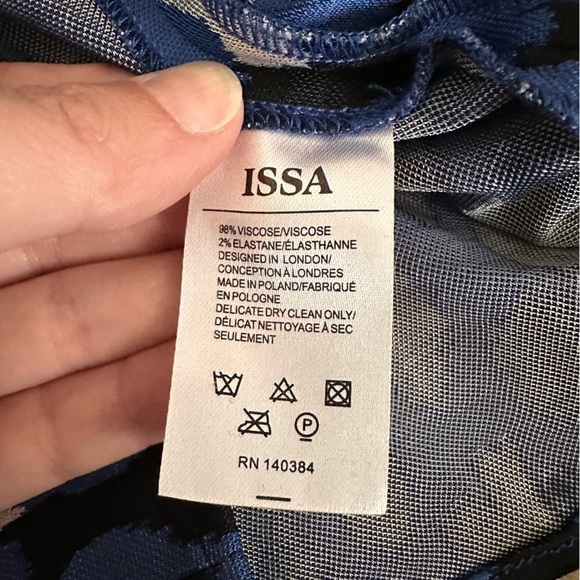 ISSA
98% VISCOSE/VISCOSE
2% ELASTANE/ÉLASTHANNE
DESIGNED IN LONDON/
CONCEPTION À LONDRES
MADE IN POLAND/FABRIQUÉ
EN POLOGNE
DELICATE DRY CLEAN ONLY/
DÉLICAT NETTOYAGE À SEC
SEULEMENT
P
RN 140384